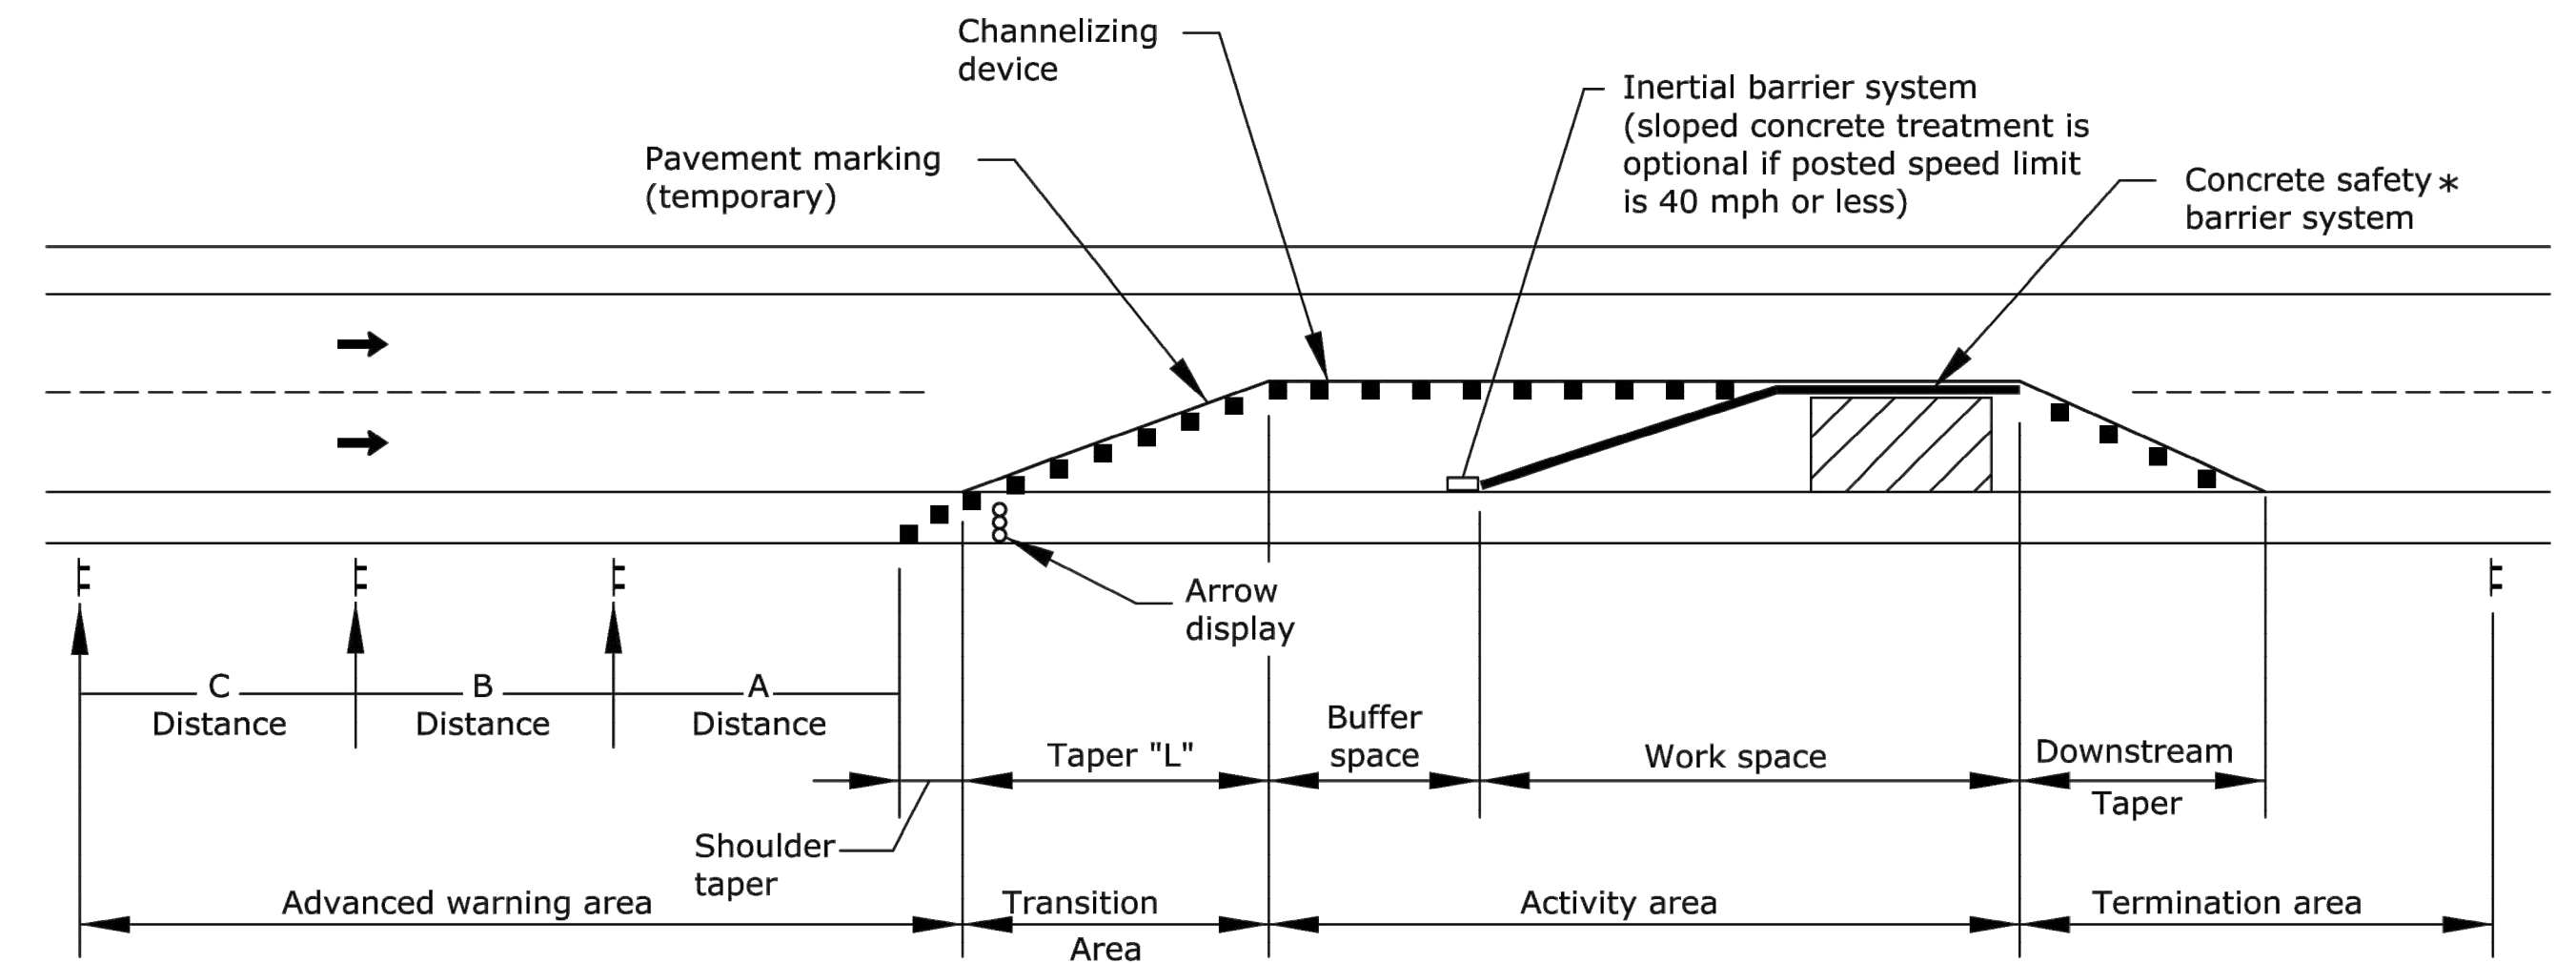 Channelizing
device
Inertial barrier system
(sloped concrete treatment is
optional if posted speed limit
is 40 mph or less)
Pavement marking
(temporary)
Concrete safety*
barrier system
Arrow
display
C
Distance
B
Distance
A
Distance
Shoulder
taper
Taper "L"
Buffer
space
Work space
Downstream
Taper
Advanced warning area
Transition
Area
Activity area
Termination area